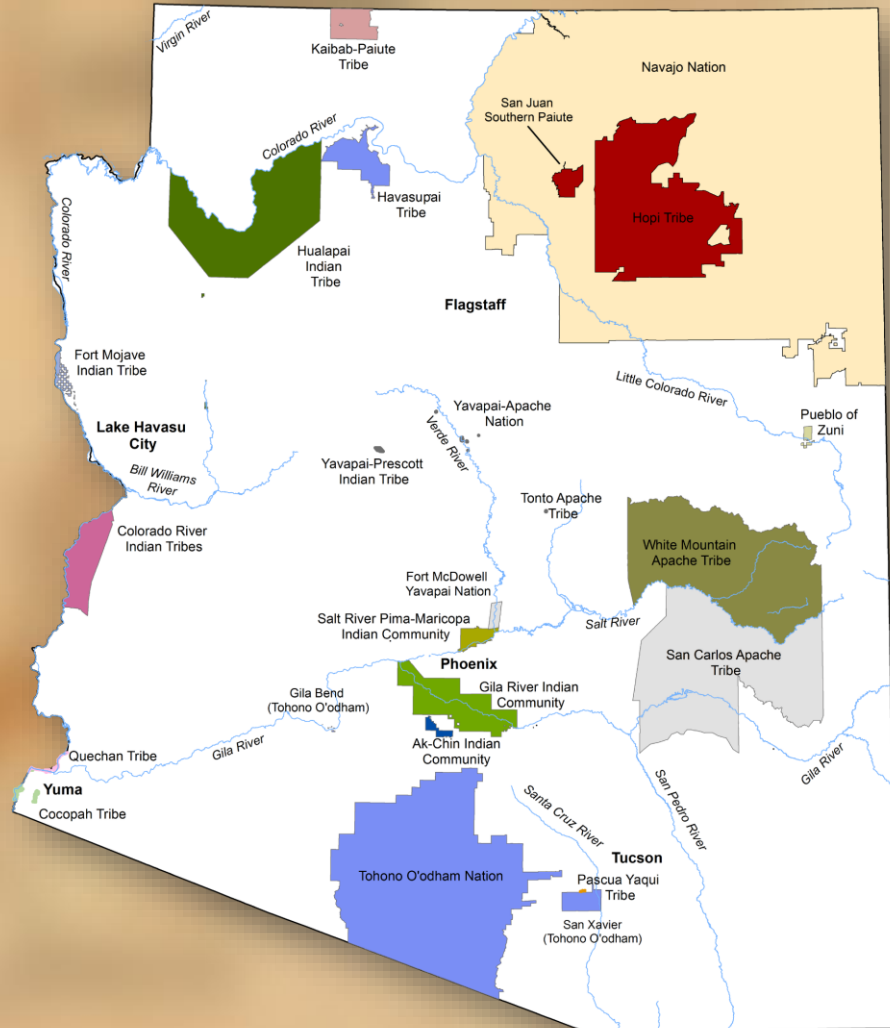 Virgin River
Kaibab-Paiute
Tribe
Navajo Nation
San Juan
Southern Paiute
Colorado River
Havasupai
Tribe
Hopi Tribe
Colorado River
Hualapai
Indian
Tribe
Flagstaff
Fort Mojave
Indian Tribe
Little Colorado River
Yavapai-Apache
Nation
Pueblo of
Zuni
Lake Havasu
City
Verde River
Bill Williams
River
Yavapai-Prescott
Indian Tribe
Tonto Apache
Tribe
Colorado River
Indian Tribes
White Mountain
Apache Tribe
Fort McDowell
Yavapai Nation
Salt River Pima-Maricopa
Indian Community
Salt River
San Carlos Apache
Tribe
Phoenix
Gila Bend
(Tohono O'odham)
Gila River Indian
Community
Gila River
Ak-Chin Indian
Community
Gila River
Quechan Tribe
Yuma
Cocopah Tribe
San Pedro River
Santa Cruz River
Tucson
Tohono O'odham Nation
Pascua Yaqui
Tribe
San Xavier
(Tohono O'odham)